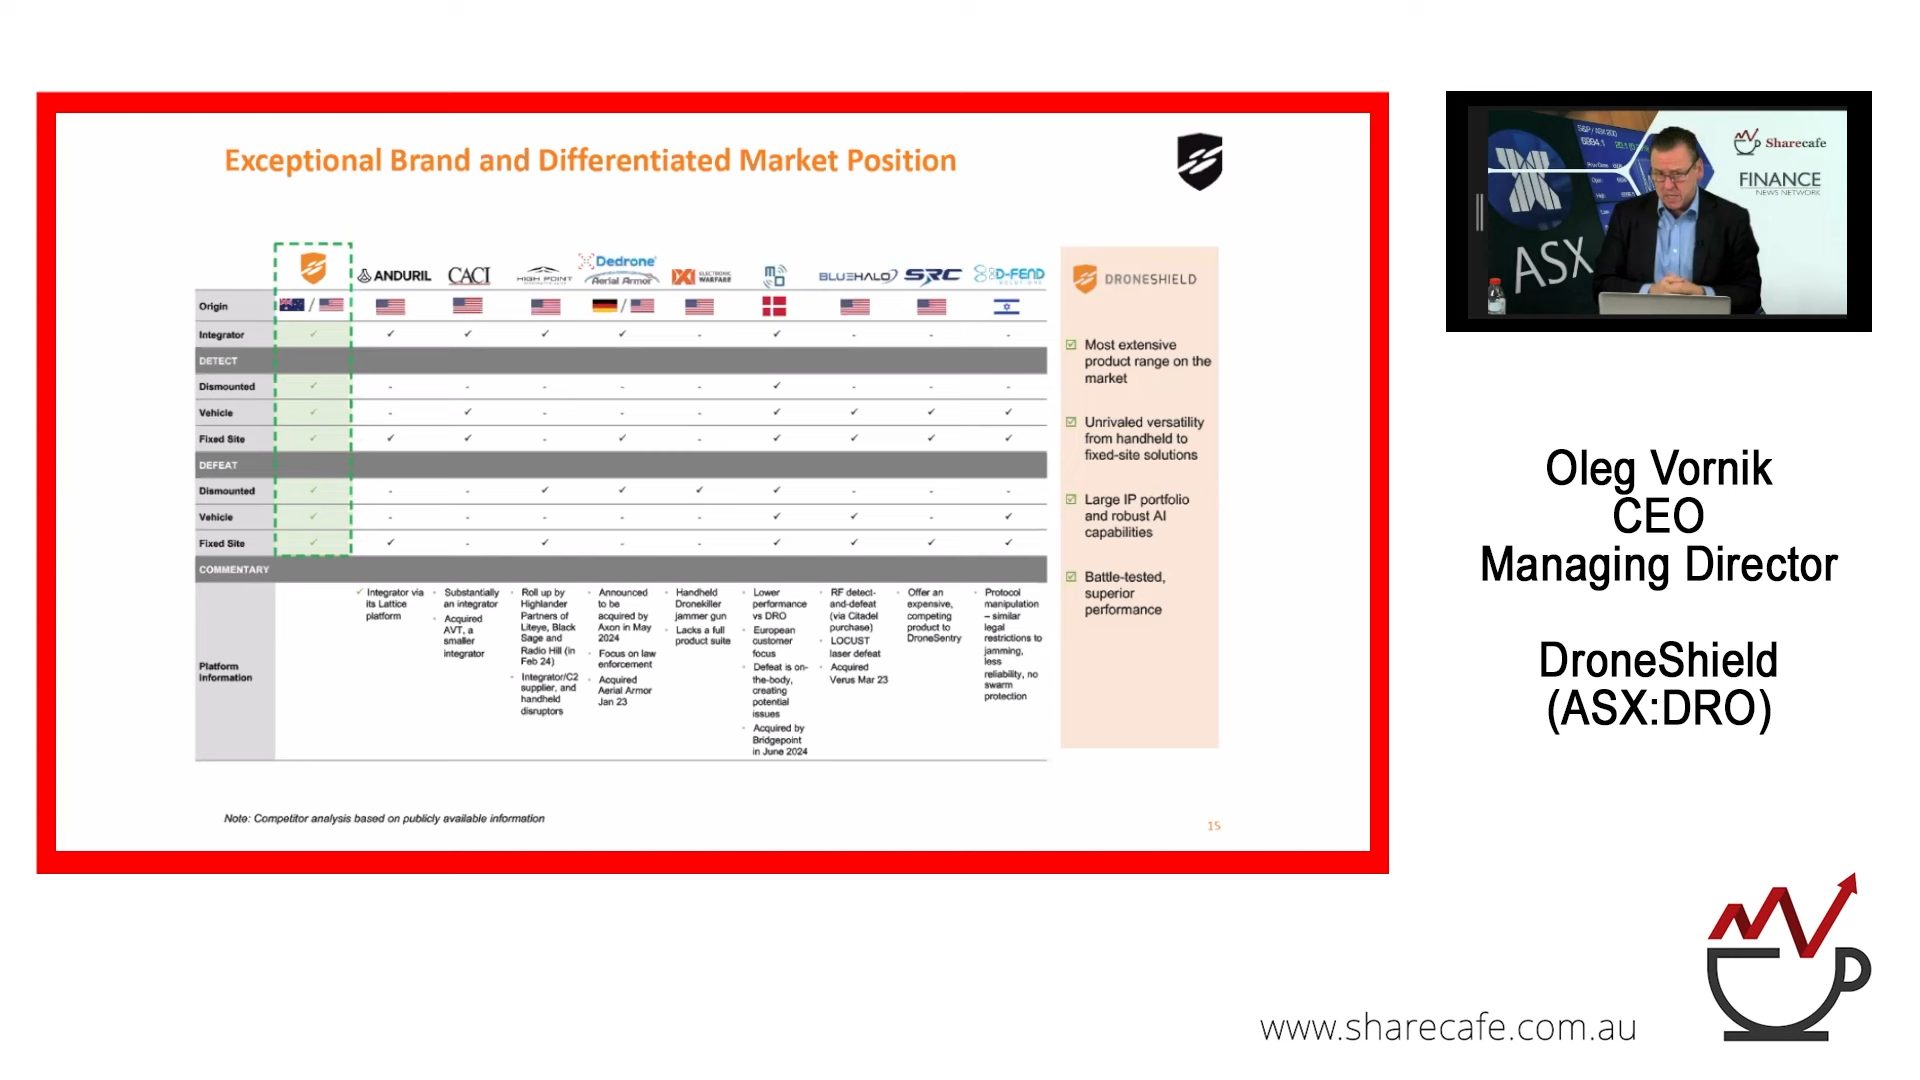 Exceptional Brand and Differentiated Market Position
ANDURIL
CACI
HIGH POINT
Dedrone
Aerial Armor
IXI ELECTRONIC
WARFARE
BLUEHALO
SRC
D-FEND
SOLUTIONS
Origin
/
/
Integrator ✓ ✓ ✓ ✓ ✓ - ✓ - - -
DETECT
Dismounted ✓ - - - - - ✓ - - -
Vehicle ✓ - ✓ - - - ✓ ✓ ✓ ✓
Fixed Site ✓ ✓ ✓ - ✓ - ✓ ✓ ✓ ✓
DEFEAT
Dismounted ✓ - - ✓ ✓ ✓ ✓ - - -
Vehicle ✓ - - - - - ✓ ✓ - ✓
Fixed Site ✓ ✓ - ✓ - - ✓ ✓ ✓ ✓
COMMENTARY
Platform
Information
✓ Integrator via
its Lattice
platform
Substantially
an integrator
Acquired
AVT, a
smaller
integrator
Roll up by
Highlander
Partners of
Liteye, Black
Sage and
Radio Hill (in
Feb 24)
Integrator/C2
supplier, and
handheld
disruptors
Announced
to be
acquired by
Axon in May
2024
Focus on law
enforcement
Acquired
Aerial Armor
Jan 23
Handheld
Dronekiller
jammer gun
Lacks a full
product suite
Lower
performance
vs DRO
European
customer
focus
Defeat is on-
the-body,
creating
potential
issues
Acquired by
Bridgepoint
in June 2024
RF detect-
and-defeat
(via Citadel
purchase)
LOCUST
laser defeat
Acquired
Verus Mar 23
Offer an
expensive,
competing
product to
DroneSentry
Protocol
manipulation
– similar
legal
restrictions to
jamming,
less
reliability, no
swarm
protection
DRONESHIELD
Most extensive
product range on the
market
Unrivaled versatility
from handheld to
fixed-site solutions
Large IP portfolio
and robust AI
capabilities
Battle-tested,
superior
performance
Note: Competitor analysis based on publicly available information
15
S&P / ASX 200
ASX
Sharecafe
FINANCE
NEWS NETWORK
Oleg Vornik
CEO
Managing Director
DroneShield
(ASX:DRO)
www.sharecafe.com.au